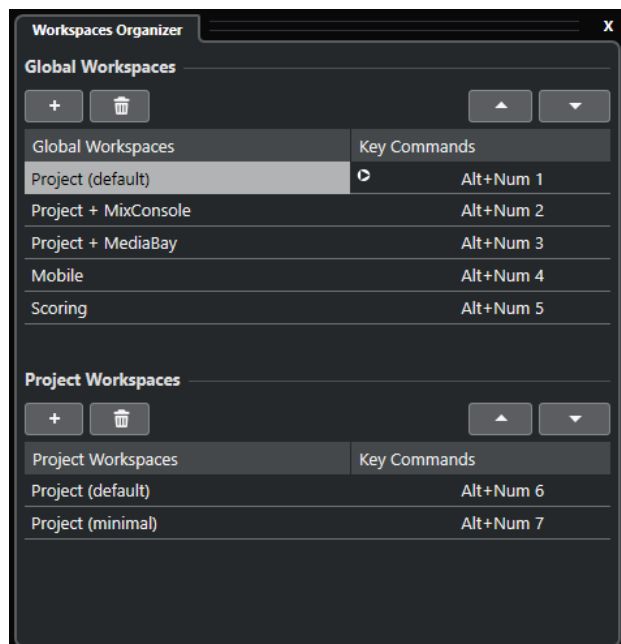 Workspaces Organizer X
Global Workspaces
Global Workspaces Key Commands
Project (default) Alt+Num 1
Project + MixConsole Alt+Num 2
Project + MediaBay Alt+Num 3
Mobile Alt+Num 4
Scoring Alt+Num 5
Project Workspaces
Project Workspaces Key Commands
Project (default) Alt+Num 6
Project (minimal) Alt+Num 7